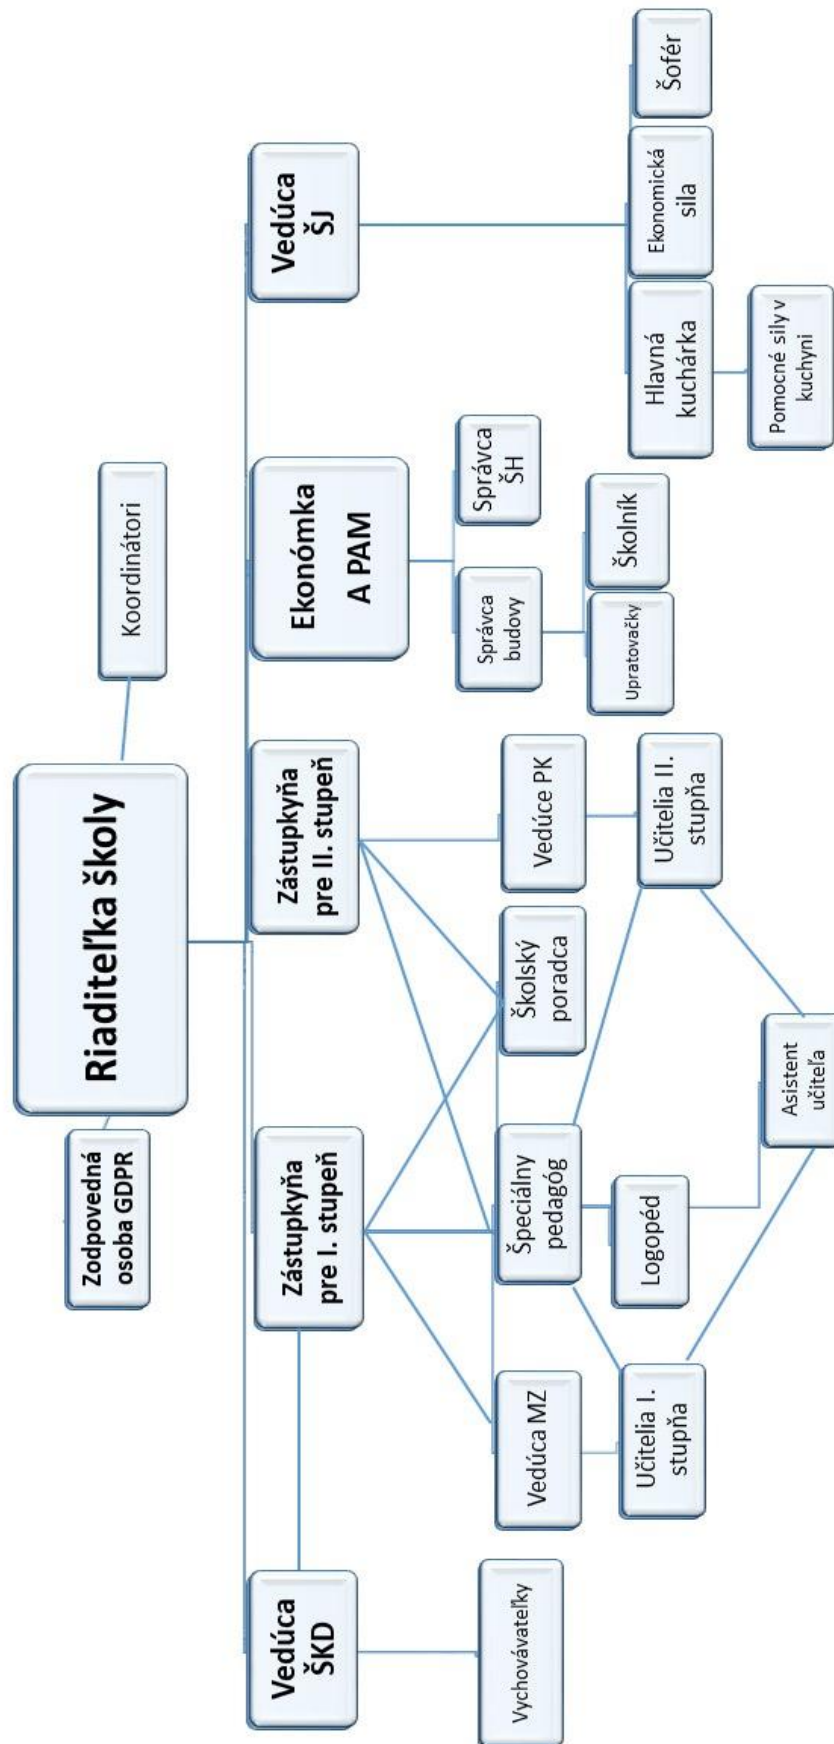 Riaditeľka školy
Zodpovedná
osoba GDPR
Koordinátori
Vedúca
ŠKD
Zástupkyňa
pre I. stupeň
Zástupkyňa
pre II. stupeň
Ekonómka
A PAM
Vedúca
ŠJ
Vychovávateľky
Vedúca MZ
Špeciálny
pedagóg
Školský
poradca
Vedúce PK
Správca
budovy
Správca
ŠH
Učitelia I.
stupňa
Logopéd
Učitelia II.
stupňa
Upratovačky
Školník
Hlavná
kuchárka
Ekonomická
sila
Šofér
Asistent
učiteľa
Pomocné sily v
kuchyni